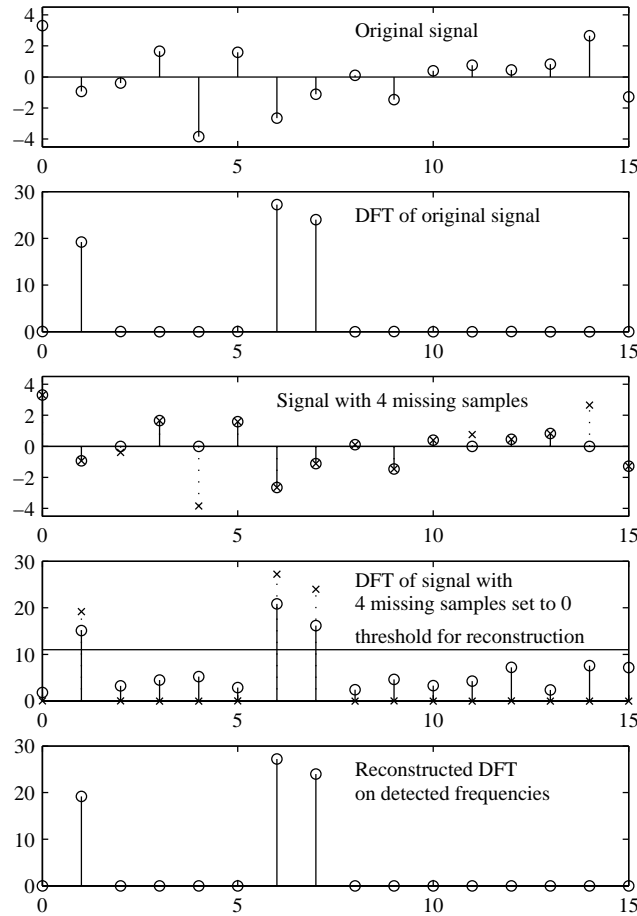 4
2
0
−2
−4
Original signal
0 5 10 15
30
20
10
0
DFT of original signal
0 5 10 15
4
2
0
−2
−4
Signal with 4 missing samples
0 5 10 15
30
20
10
0
DFT of signal with
4 missing samples set to 0
threshold for reconstruction
0 5 10 15
30
20
10
0
Reconstructed DFT
on detected frequencies
0 5 10 15